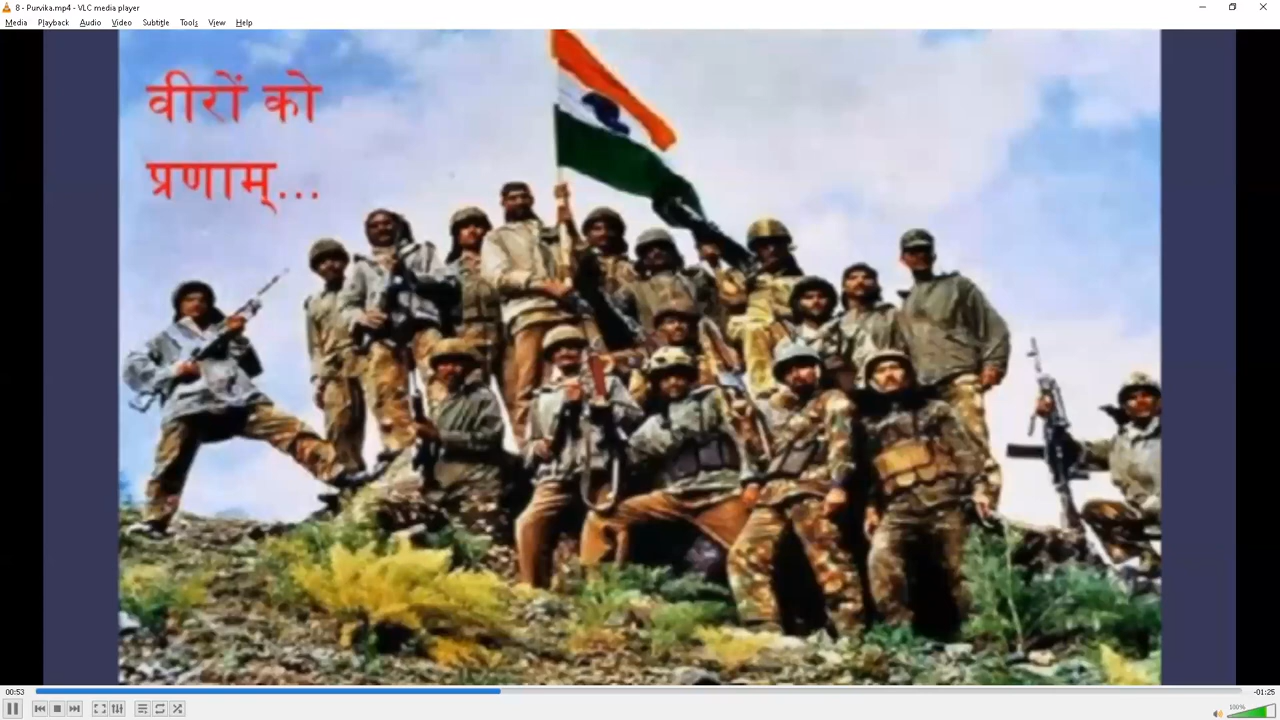 8 - Purvika.mp4 - VLC media player
Media Playback Audio Video Subtitle Tools View Help
वीरों को
प्रणाम्...
00:53
-01:25
100%